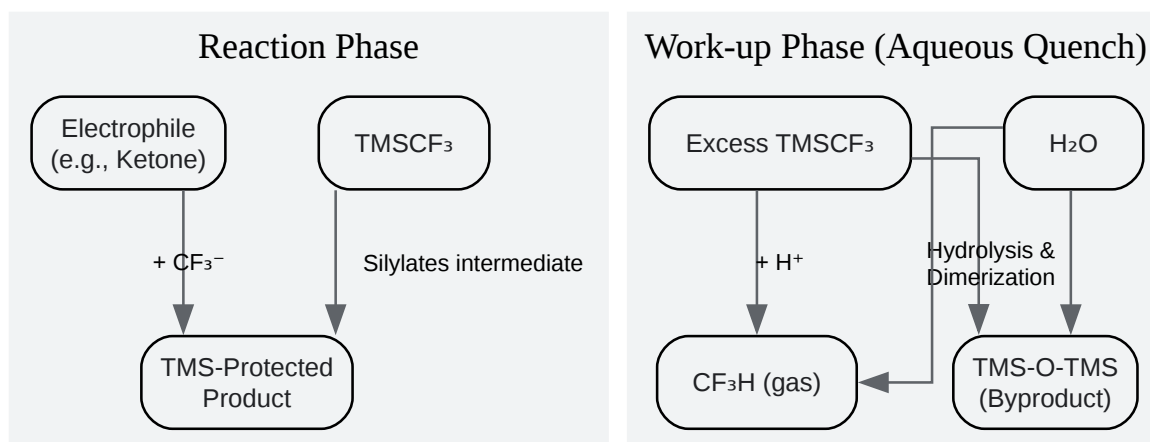 Reaction Phase
Electrophile
(e.g., Ketone)
TMSCF₃
+ CF₃⁻
Silylates intermediate
TMS-Protected
Product
Work-up Phase (Aqueous Quench)
Excess TMSCF₃
H₂O
+ H⁺
Hydrolysis &
Dimerization
CF₃H (gas)
TMS-O-TMS
(Byproduct)